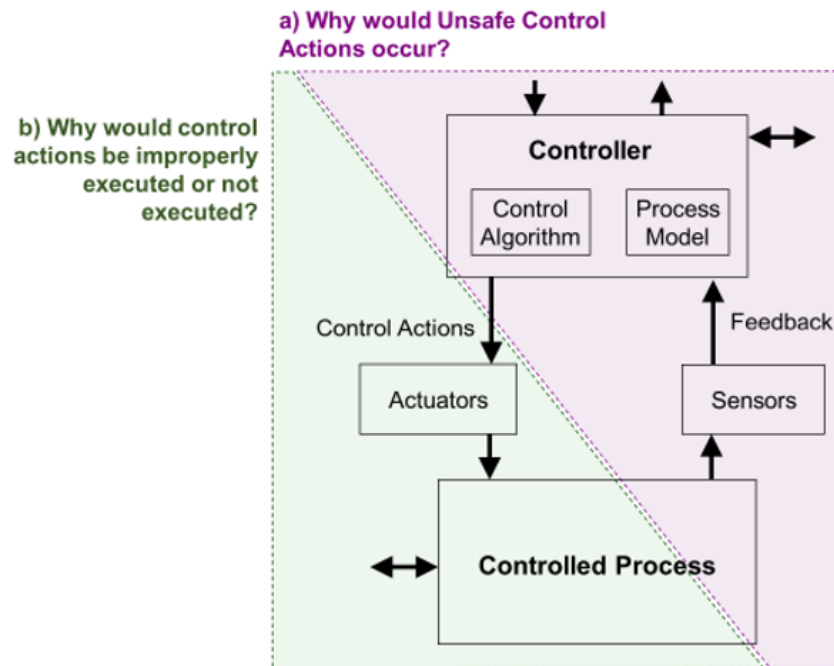 a) Why would Unsafe Control
Actions occur?
b) Why would control
actions be improperly
executed or not
executed?
Controller
Control
Algorithm
Process
Model
Control Actions
Feedback
Actuators
Sensors
Controlled Process